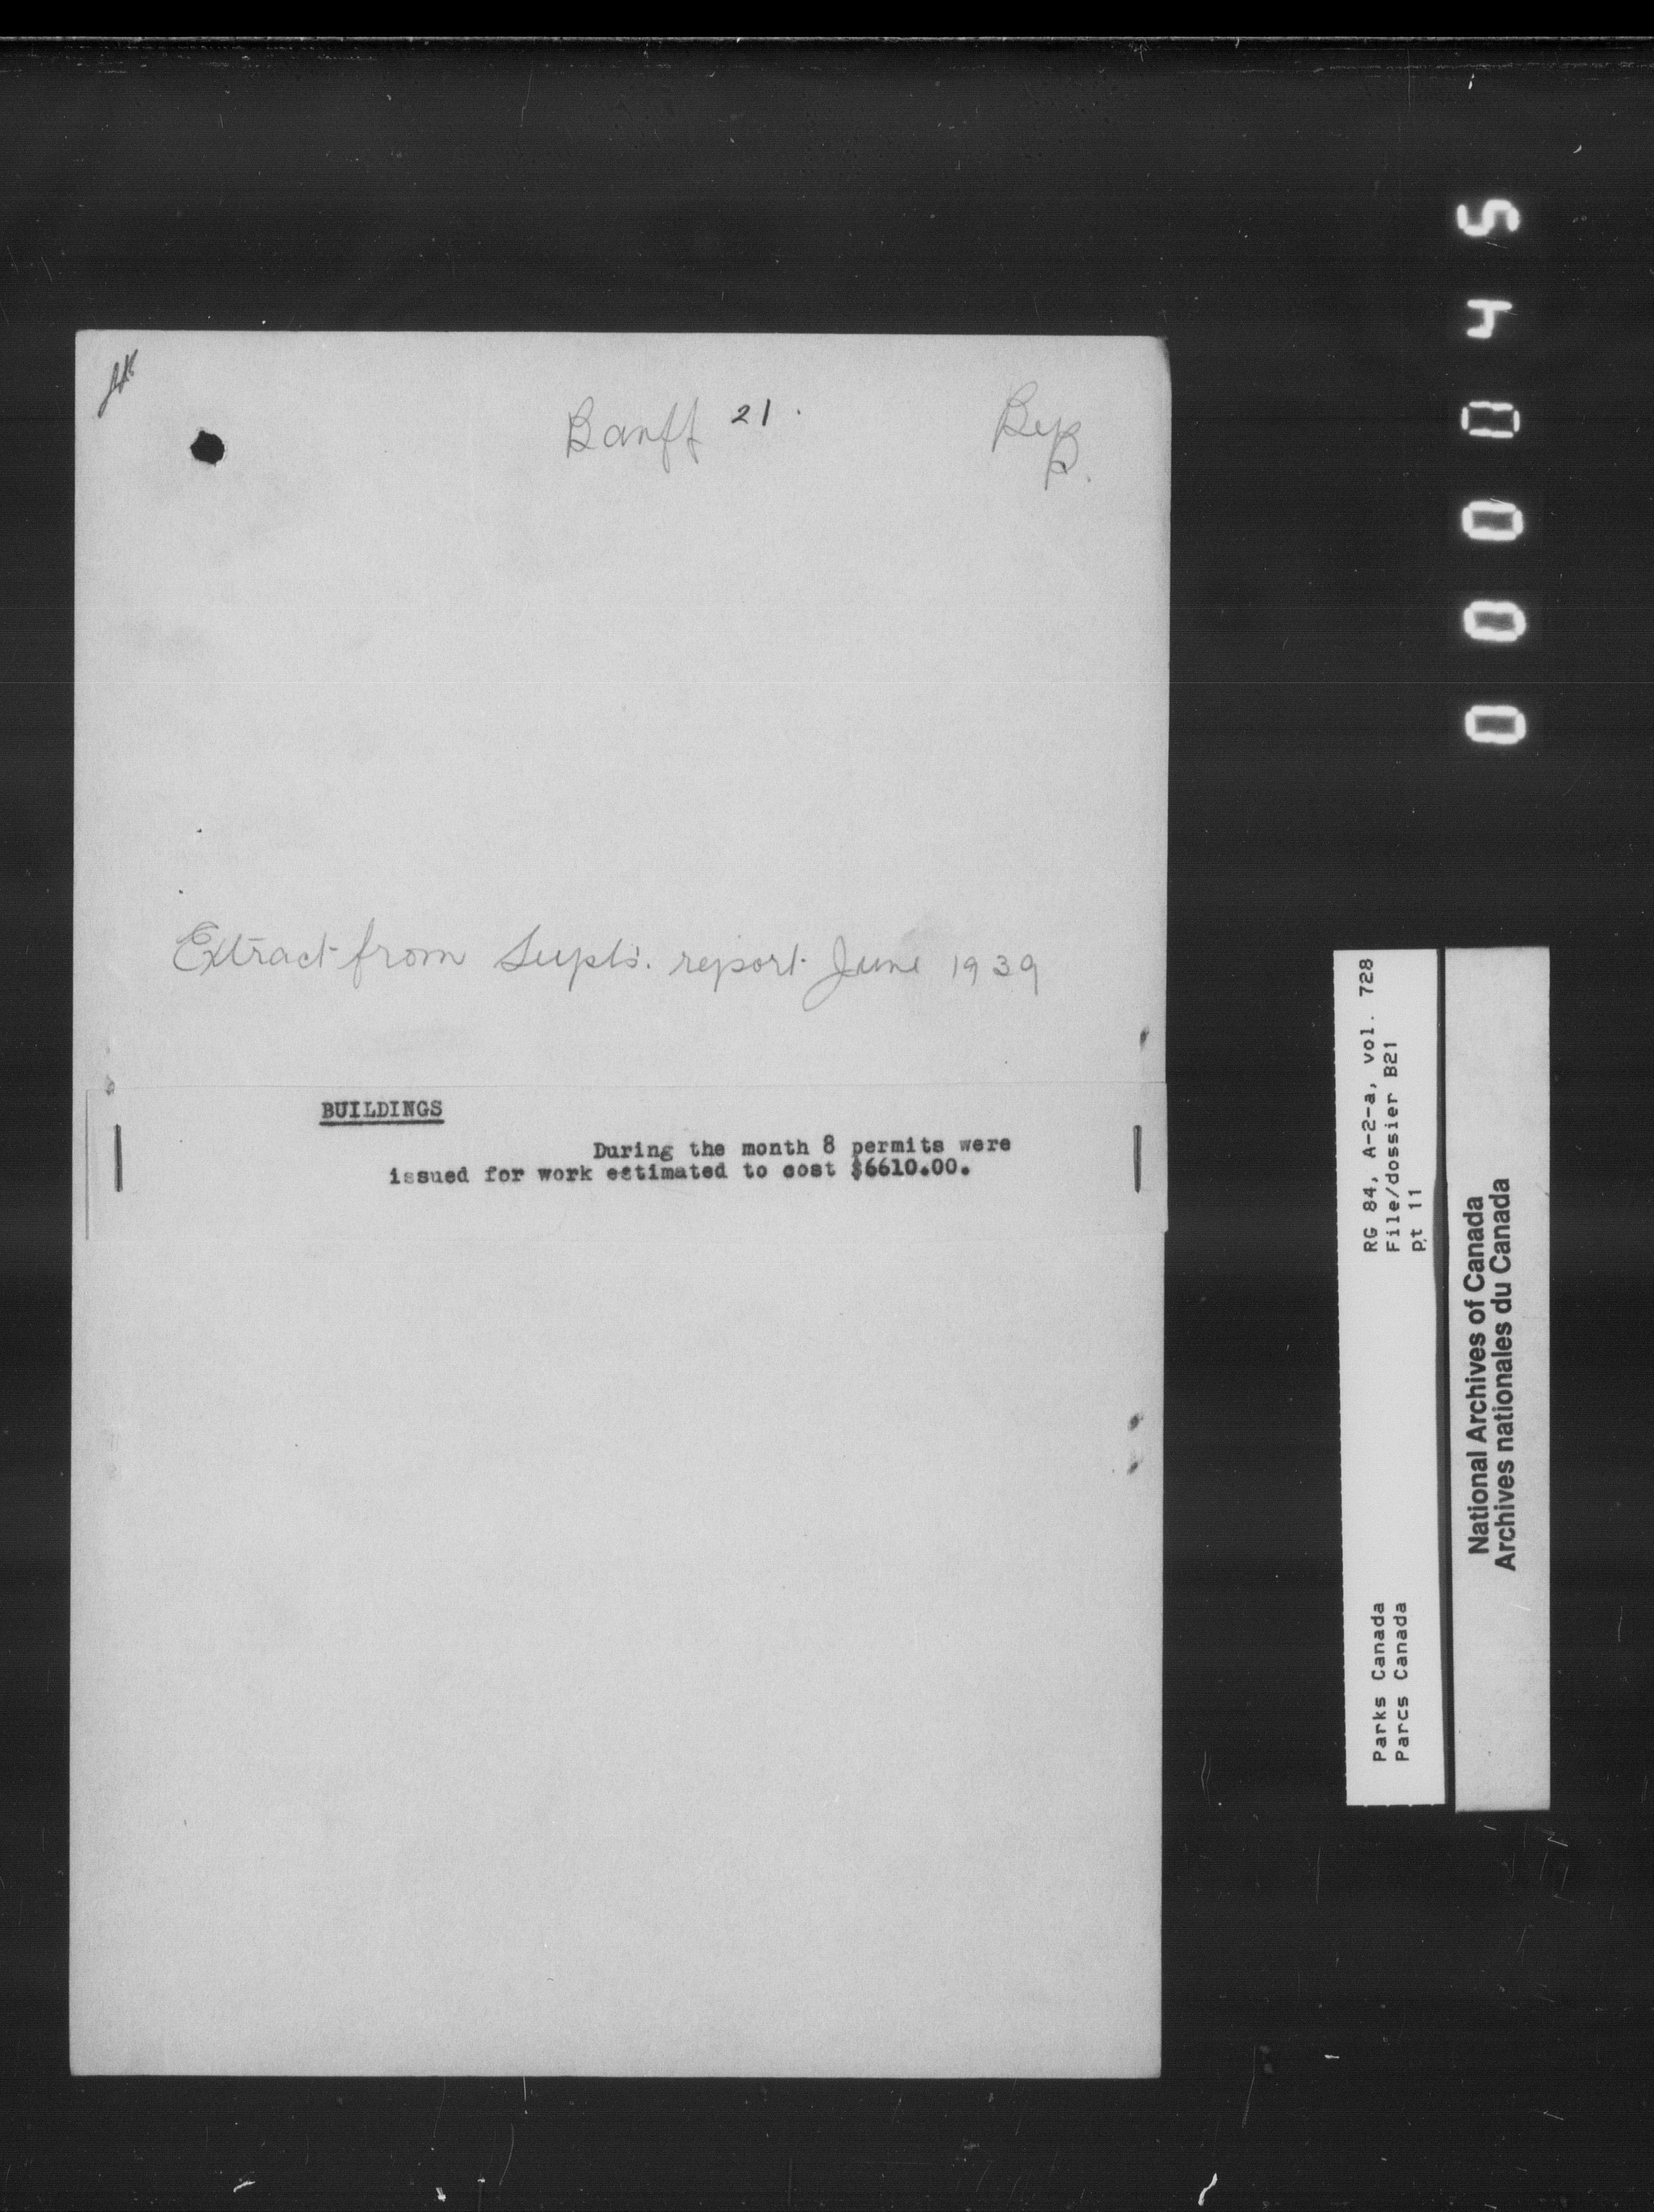 Banff 21.
Extract from Supts. report June 1939
BUILDINGS
During the month 8 permits were
issued for work estimated to cost $6610.00.
000045
RG 84, A-2-a, vol. 728
File/dossier B21
pt 11
Parks Canada
Parcs Canada
National Archives of Canada
Archives nationales du Canada